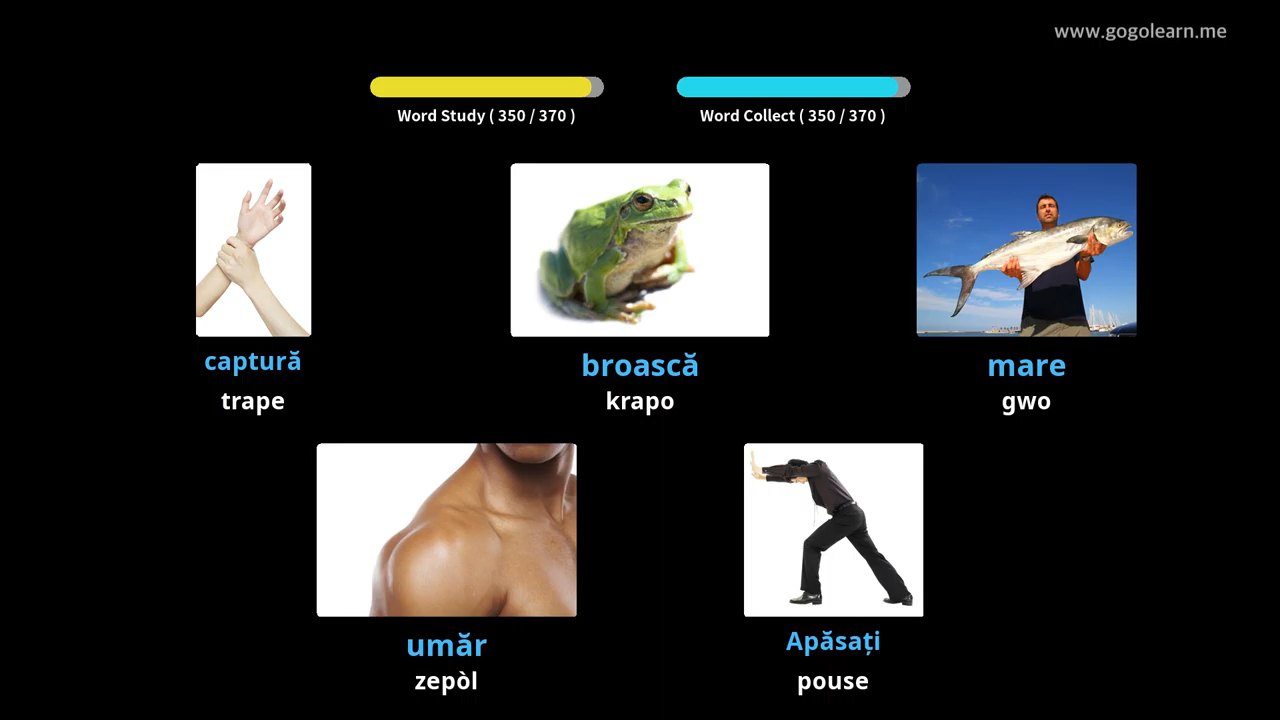 www.gogolearn.me
Word Study ( 350 / 370 )
Word Collect ( 350 / 370 )
captură
trape
broască
krapo
mare
gwo
umăr
zepòl
Apăsați
pouse